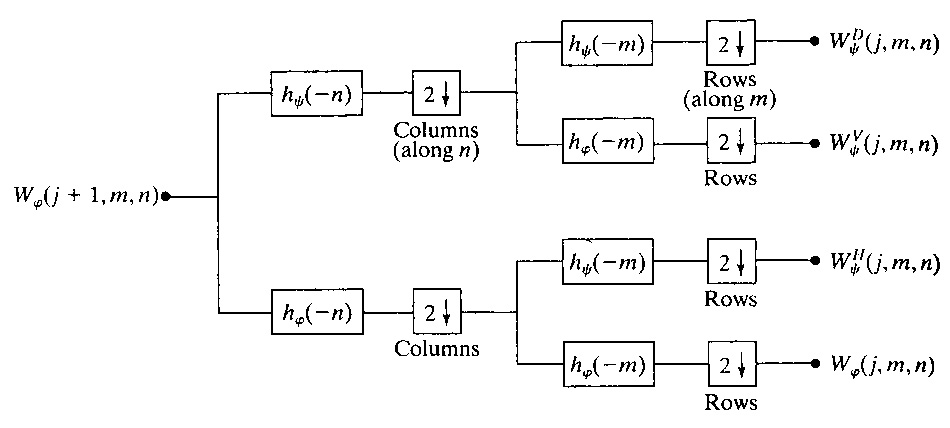 h_ψ(−m) 2↓ W_ψ^D(j, m, n)
Rows
(along m)
h_ψ(−n) 2↓
Columns
(along n)
h_φ(−m) 2↓ W_ψ^V(j, m, n)
Rows
W_φ(j + 1, m, n)
h_ψ(−m) 2↓ W_ψ^H(j, m, n)
Rows
h_φ(−n) 2↓
Columns
h_φ(−m) 2↓ W_φ(j, m, n)
Rows